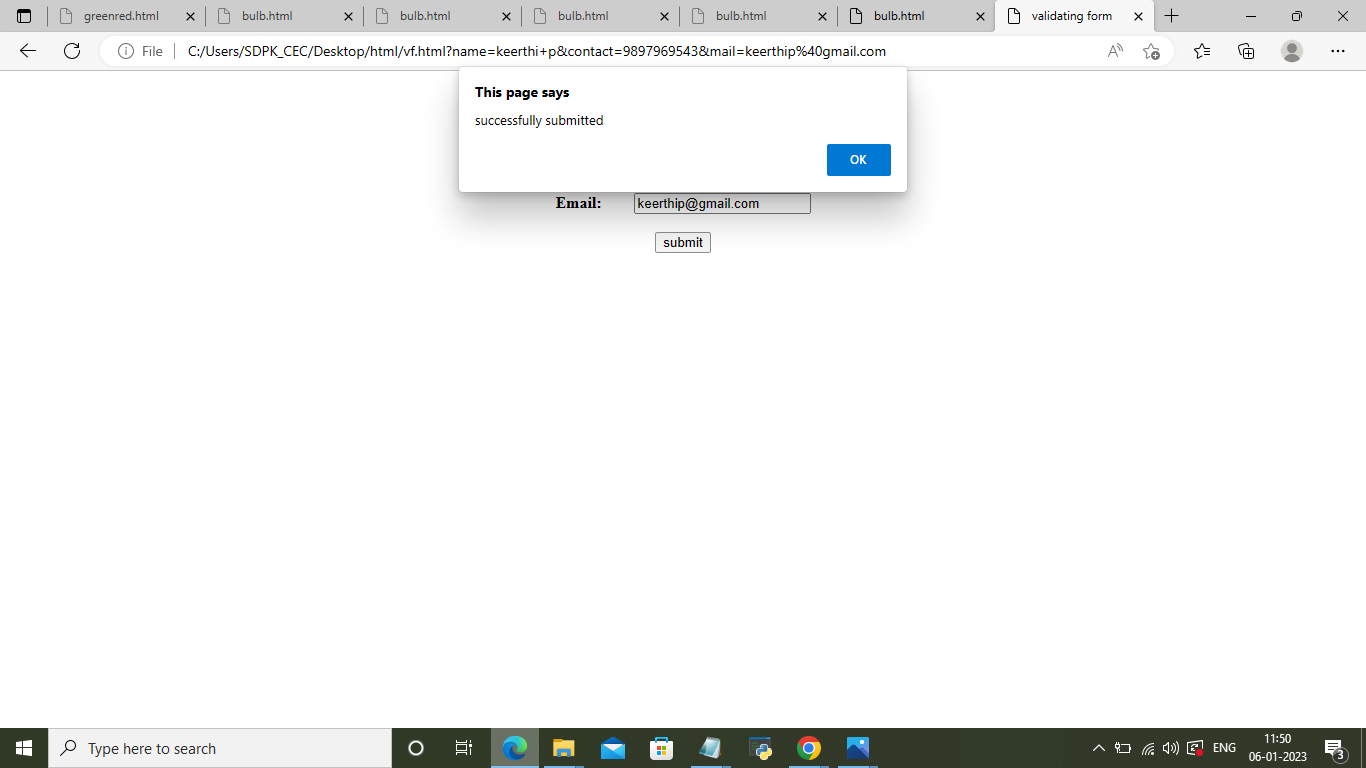 greenred.html
bulb.html
bulb.html
bulb.html
bulb.html
bulb.html
validating form
File
C:/Users/SDPK_CEC/Desktop/html/vf.html?name=keerthi+p&contact=9897969543&mail=keerthip%40gmail.com
This page says
successfully submitted
OK
Email: keerthip@gmail.com
submit
Type here to search
ENG
11:50
06-01-2023
3